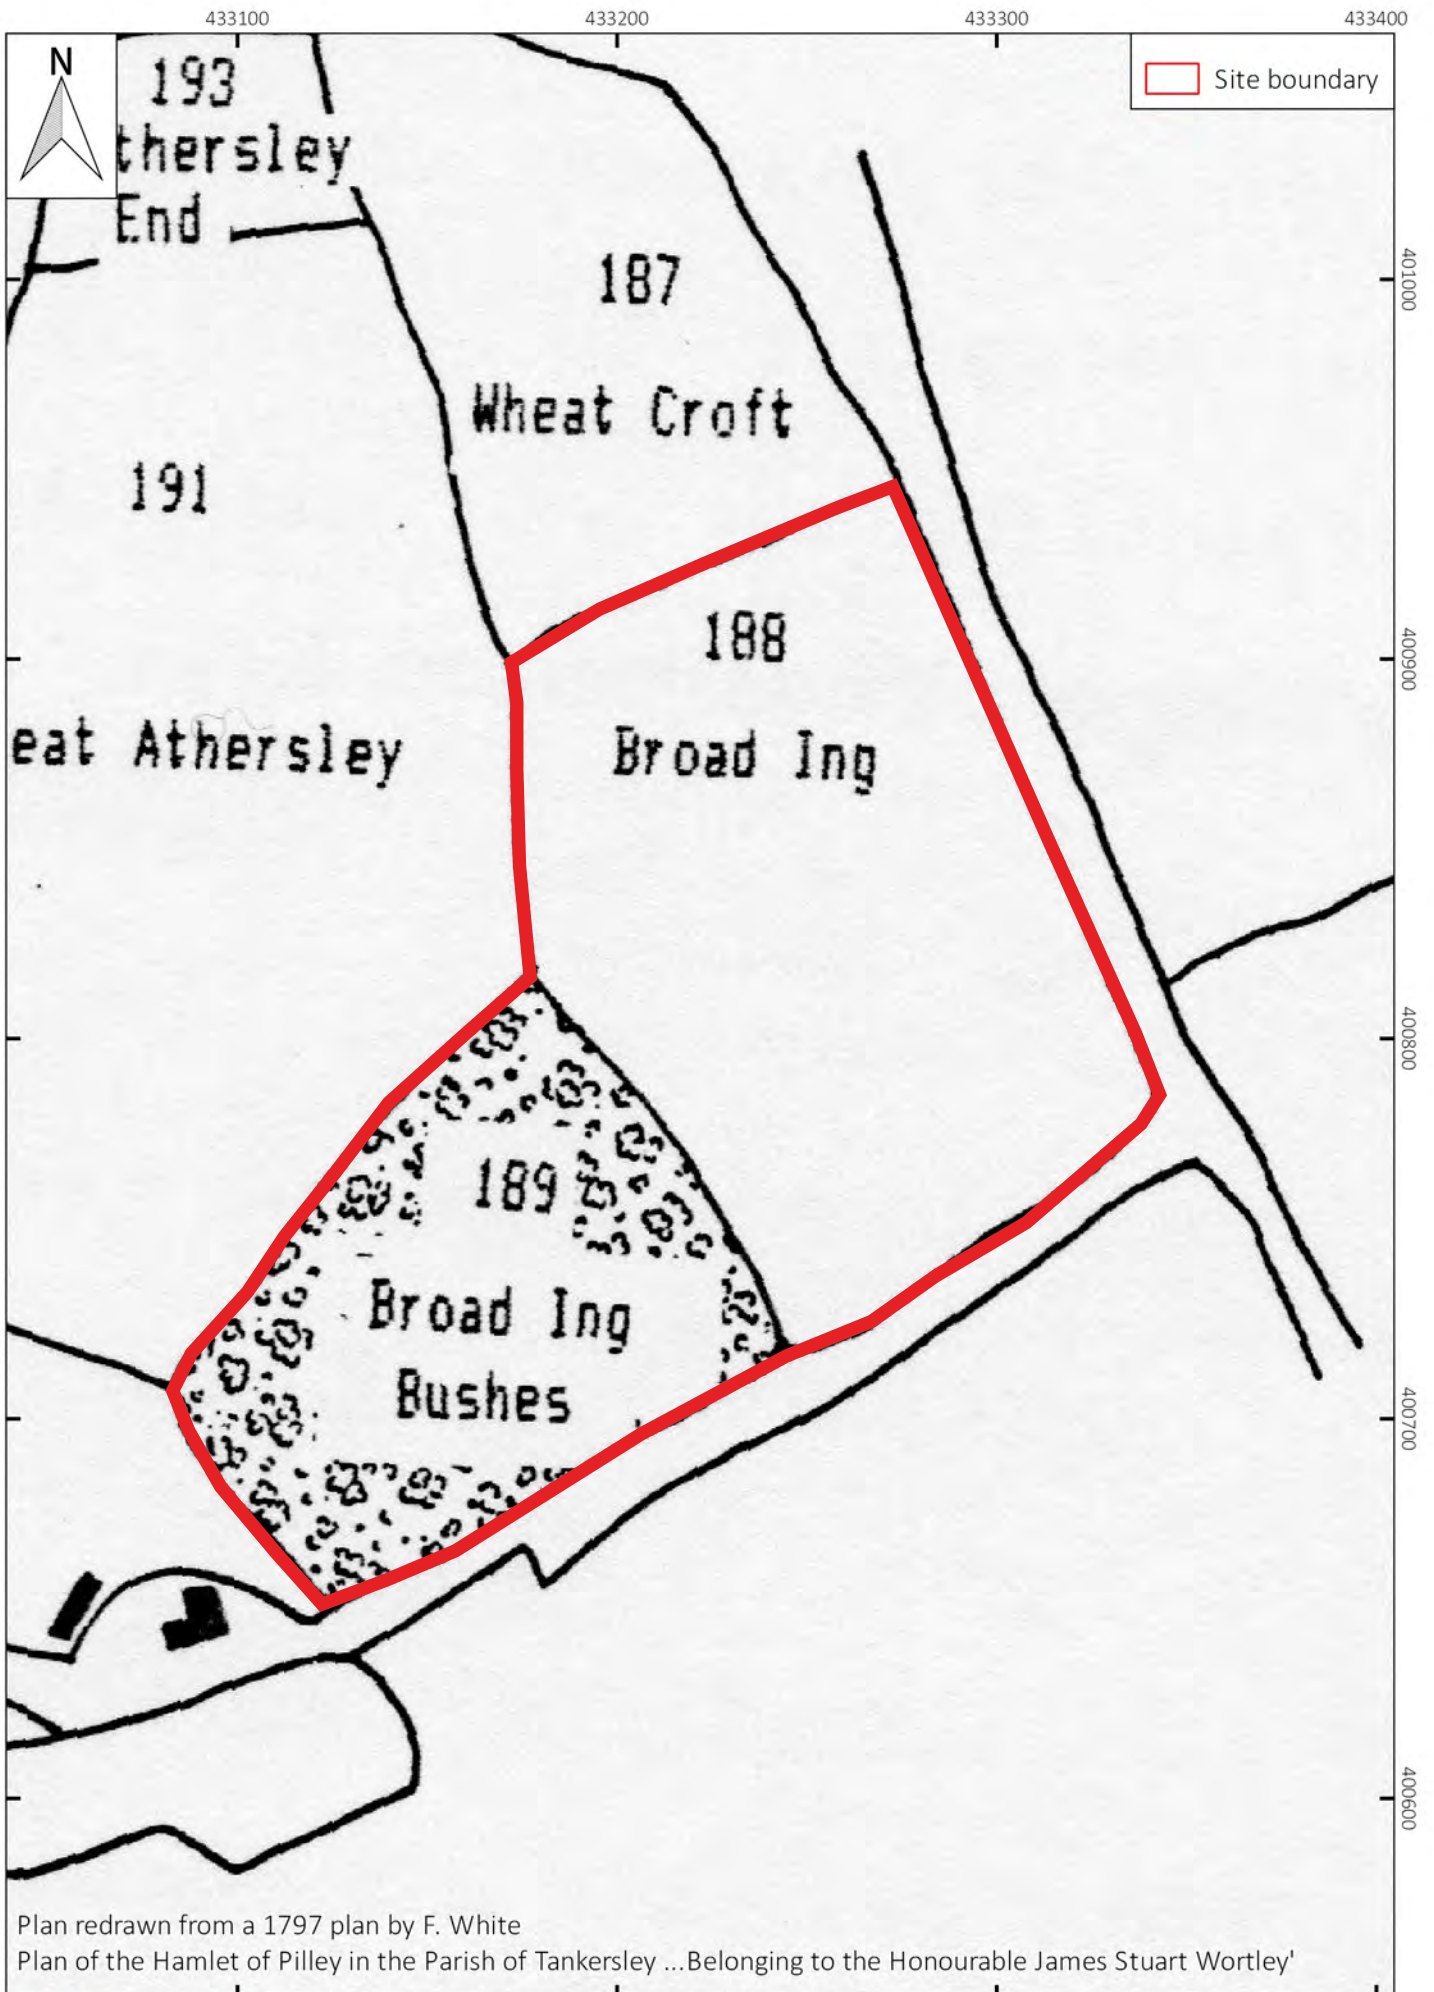 433100 433200 433300 433400
N
Site boundary
193
thersley
End
187
401000
Wheat Croft
191
188
400900
eat Athersley
Broad Ing
400800
189
Broad Ing
Bushes
400700
400600
Plan redrawn from a 1797 plan by F. White
Plan of the Hamlet of Pilley in the Parish of Tankersley ...Belonging to the Honourable James Stuart Wortley'